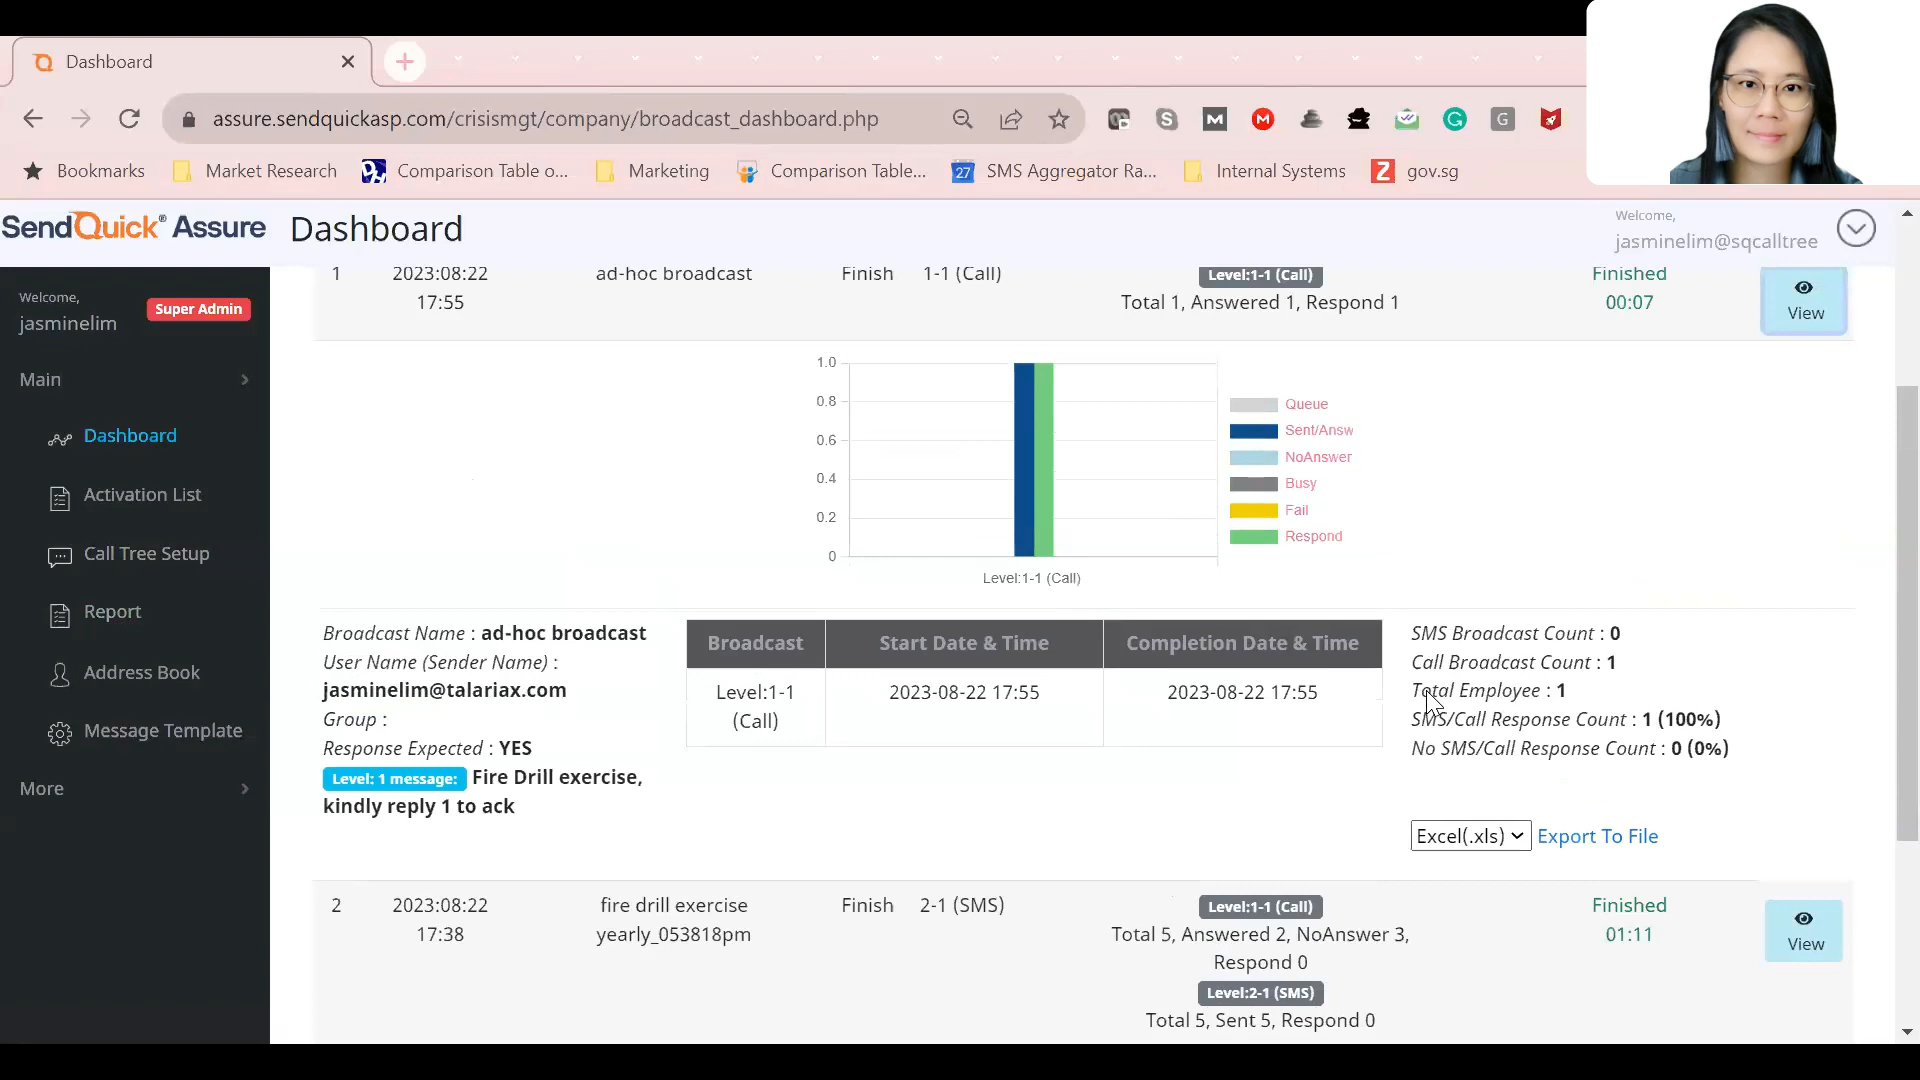 Dashboard
assure.sendquickasp.com/crisismgt/company/broadcast_dashboard.php
Bookmarks Market Research Comparison Table o... Marketing Comparison Table... 27 SMS Aggregator Ra... Internal Systems gov.sg
SendQuick® Assure Dashboard
Welcome,
jasminelim@sqcalltree
Welcome,
jasminelim Super Admin
Main
Dashboard
Activation List
Call Tree Setup
Report
Address Book
Message Template
More
1 2023:08:22 ad-hoc broadcast Finish 1-1 (Call) Level:1-1 (Call) Finished
17:55 Total 1, Answered 1, Respond 1 00:07
View
1.0
0.8
0.6
0.4
0.2
0
Level:1-1 (Call)
Queue
Sent/Answ
NoAnswer
Busy
Fail
Respond
Broadcast Name : ad-hoc broadcast
User Name (Sender Name) :
jasminelim@talariax.com
Group :
Response Expected : YES
Level: 1 message: Fire Drill exercise,
kindly reply 1 to ack
Broadcast Start Date & Time Completion Date & Time
Level:1-1 2023-08-22 17:55 2023-08-22 17:55
(Call)
SMS Broadcast Count : 0
Call Broadcast Count : 1
Total Employee : 1
SMS/Call Response Count : 1 (100%)
No SMS/Call Response Count : 0 (0%)
Excel(.xls) Export To File
2 2023:08:22 fire drill exercise Finish 2-1 (SMS) Level:1-1 (Call) Finished
17:38 yearly_053818pm Total 5, Answered 2, NoAnswer 3, 01:11
View
Respond 0
Level:2-1 (SMS)
Total 5, Sent 5, Respond 0